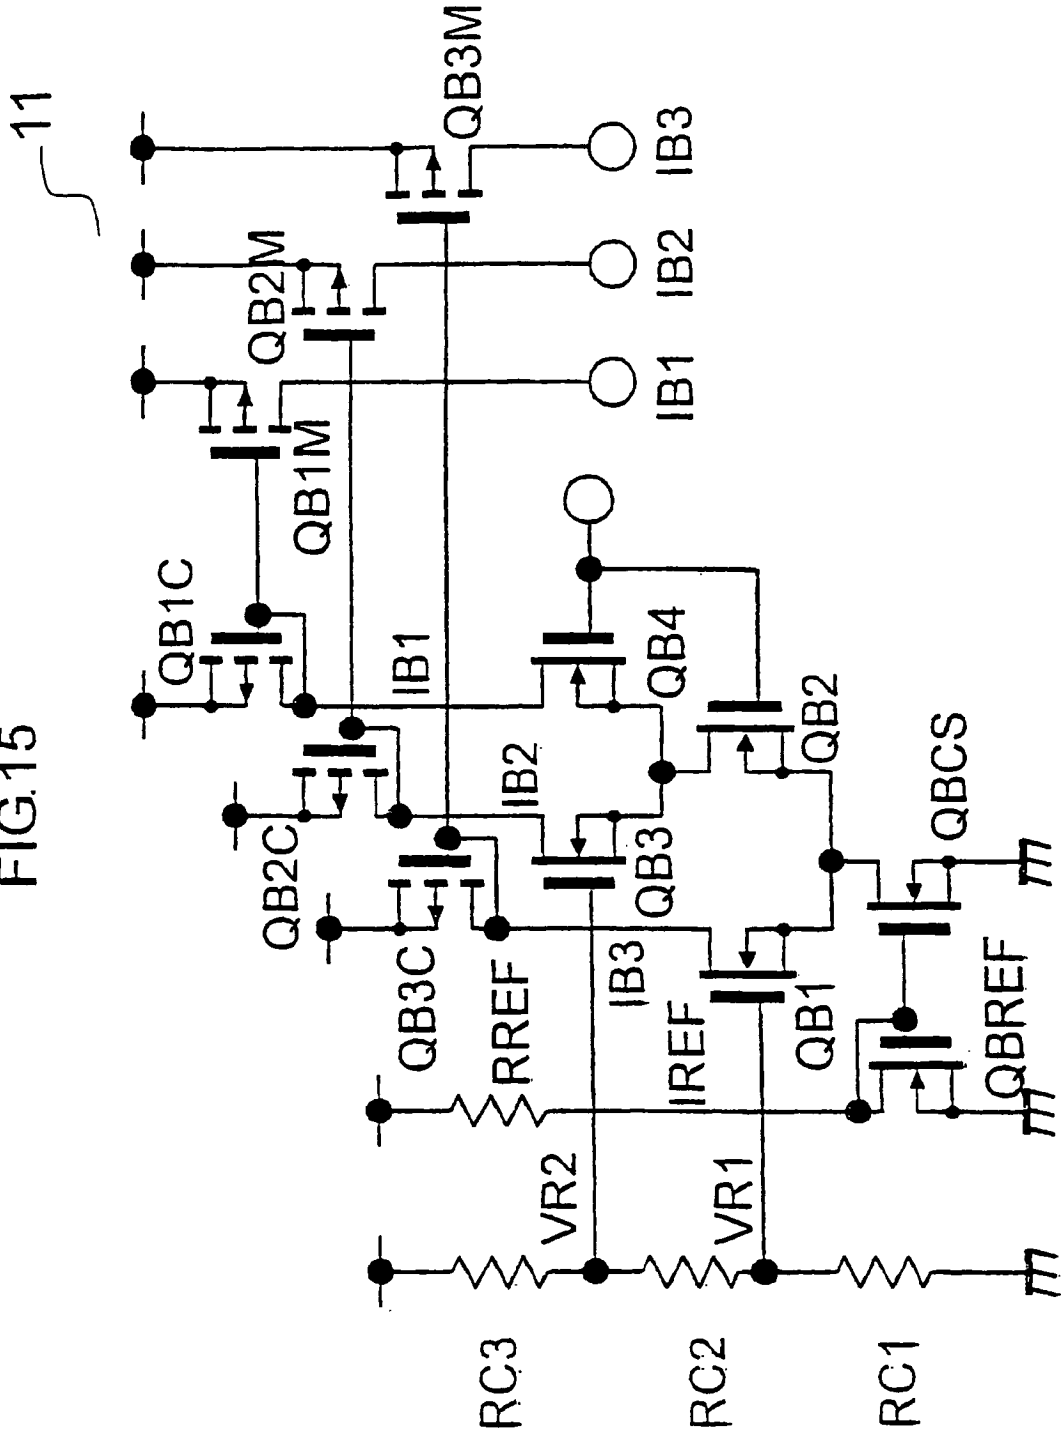 FIG.15
11
QB1C
QB2C
QB3C
QB1M
QB2M
QB3M
RREF
IB1
IB2
IB3
IB1
IB2
IB3
RC3
VR2
IREF
QB3
QB4
RC2
VR1
QB1
QB2
RC1
QBREF
QBCS